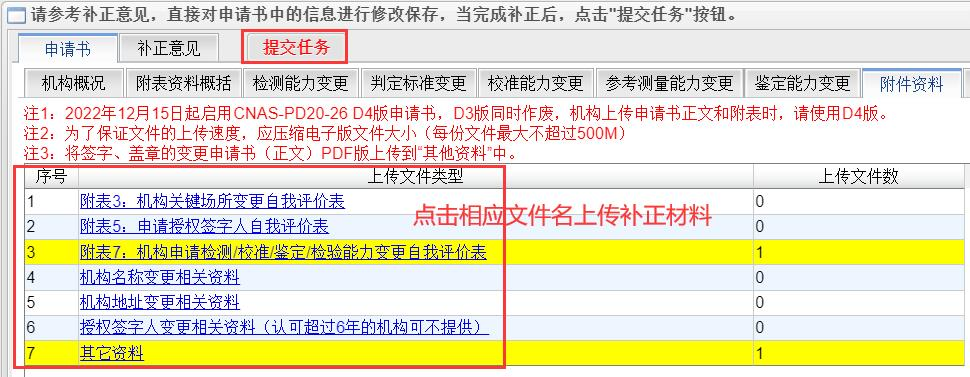 请参考补正意见，直接对申请书中的信息进行修改保存，当完成补正后，点击"提交任务"按钮。
申请书 补正意见 提交任务
机构概况 附表资料概括 检测能力变更 判定标准变更 校准能力变更 参考测量能力变更 鉴定能力变更 附件资料
注1：2022年12月15日起启用CNAS-PD20-26 D4版申请书，D3版同时作废，机构上传申请书正文和附表时，请使用D4版。
注2：为了保证文件的上传速度，应压缩电子版文件大小（每份文件最大不超过500M）
注3：将签字、盖章的变更申请书（正文）PDF版上传到“其他资料”中。
序号 上传文件类型 上传文件数
1 附表3：机构关键场所变更自我评价表 0
点击相应文件名上传补正材料
2 附表5：申请授权签字人自我评价表 0
3 附表7：机构申请检测/校准/鉴定/检验能力变更自我评价表 1
4 机构名称变更相关资料 0
5 机构地址变更相关资料 0
6 授权签字人变更相关资料（认可超过6年的机构可不提供） 0
7 其它资料 1